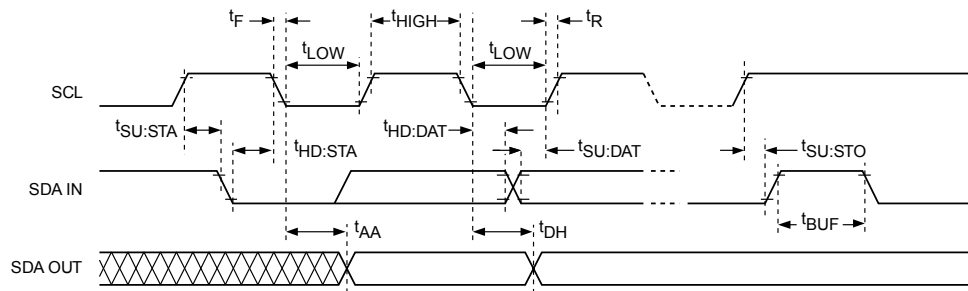 tF
tHIGH
tR
tLOW
tLOW
SCL
tSU:STA
tHD:STA
tHD:DAT
tSU:DAT
tSU:STO
SDA IN
tAA
tDH
tBUF
SDA OUT